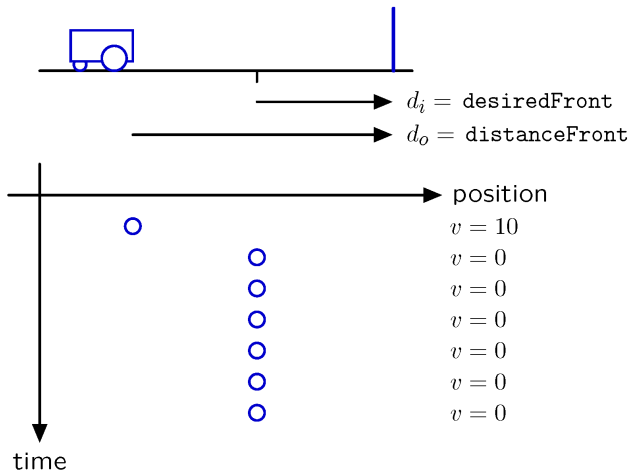 d_i = desiredFront
d_o = distanceFront
position
v = 10
v = 0
v = 0
v = 0
v = 0
v = 0
v = 0
time